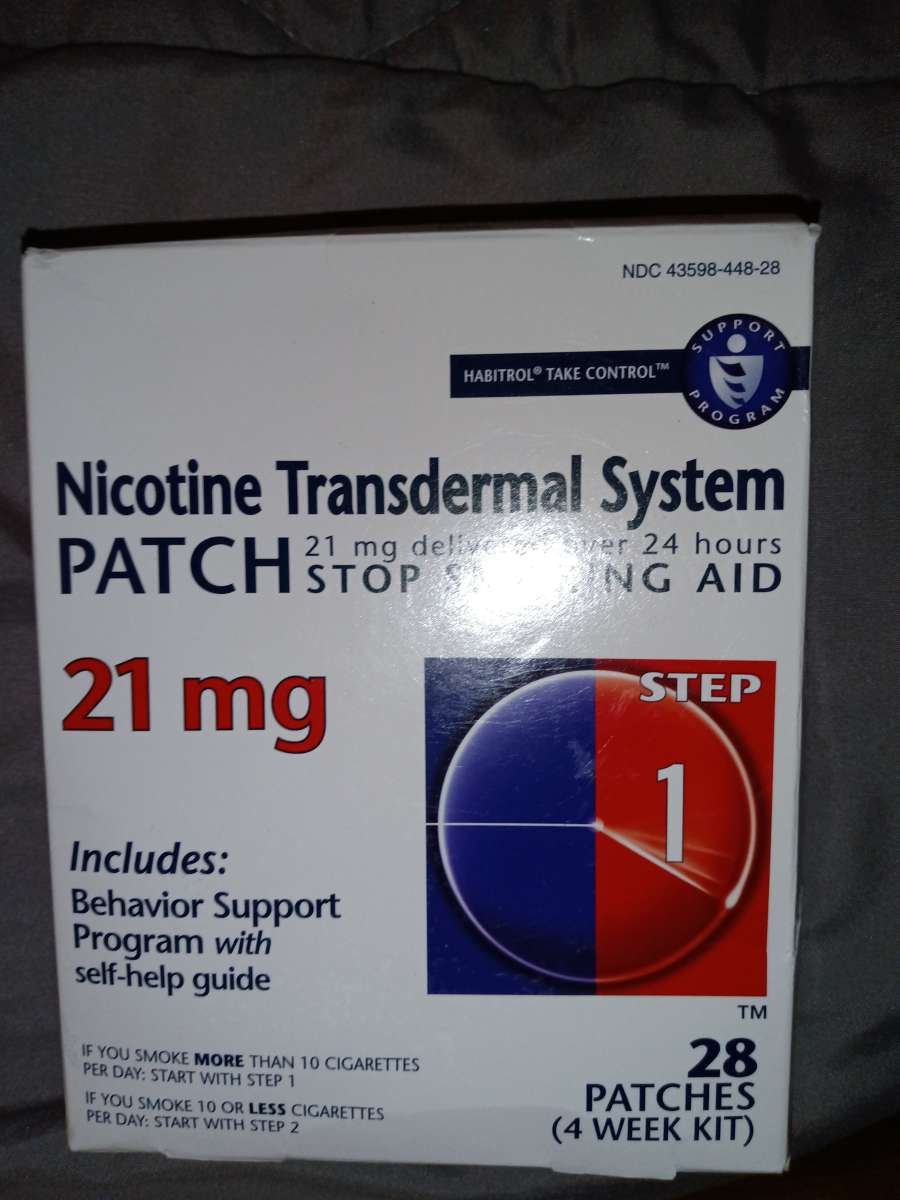 NDC 43598-448-28
SUPPORT
HABITROL® TAKE CONTROL™
PROGRAM
Nicotine Transdermal System
PATCH
21 mg over 24 hours
STOP AID
21 mg
STEP
1
Includes:
Behavior Support
Program with
self-help guide
TM
IF YOU SMOKE MORE THAN 10 CIGARETTES
PER DAY: START WITH STEP 1
IF YOU SMOKE 10 OR LESS CIGARETTES
PER DAY: START WITH STEP 2
28
PATCHES
(4 WEEK KIT)